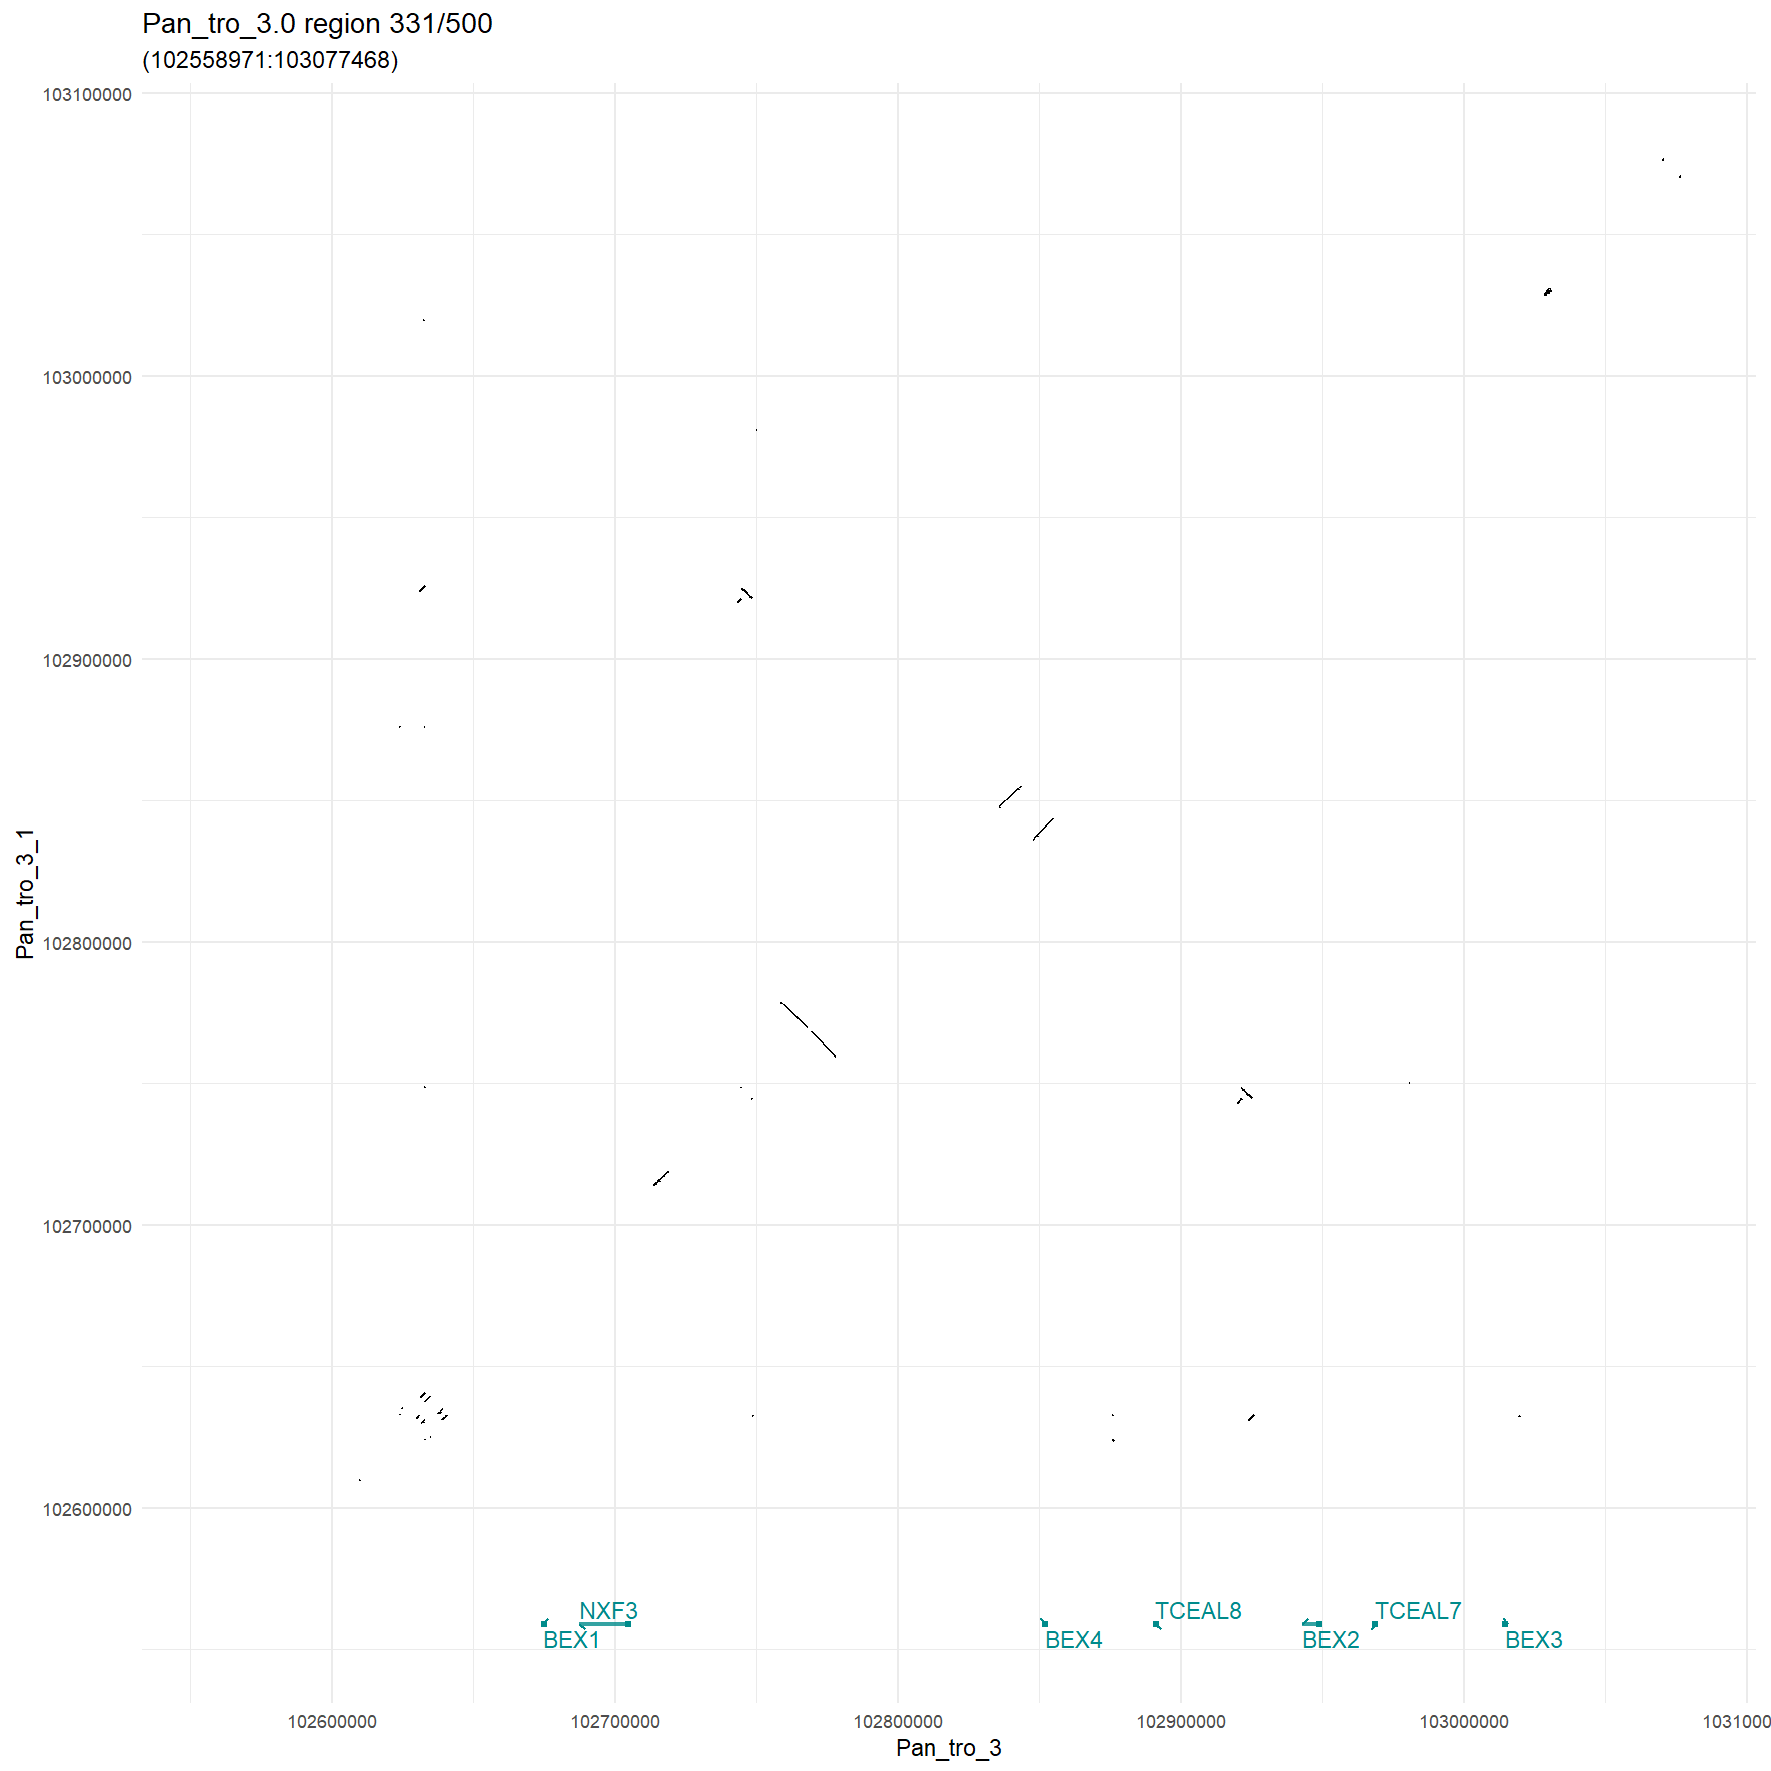 Pan_tro_3.0 region 331/500
(102558971:103077468)
103100000
103000000
102900000
Pan_tro_3_1
102800000
102700000
102600000
NXF3
TCEAL8
TCEAL7
BEX1
BEX4
BEX2
BEX3
102600000
102700000
102800000
102900000
103000000
1031000
Pan_tro_3